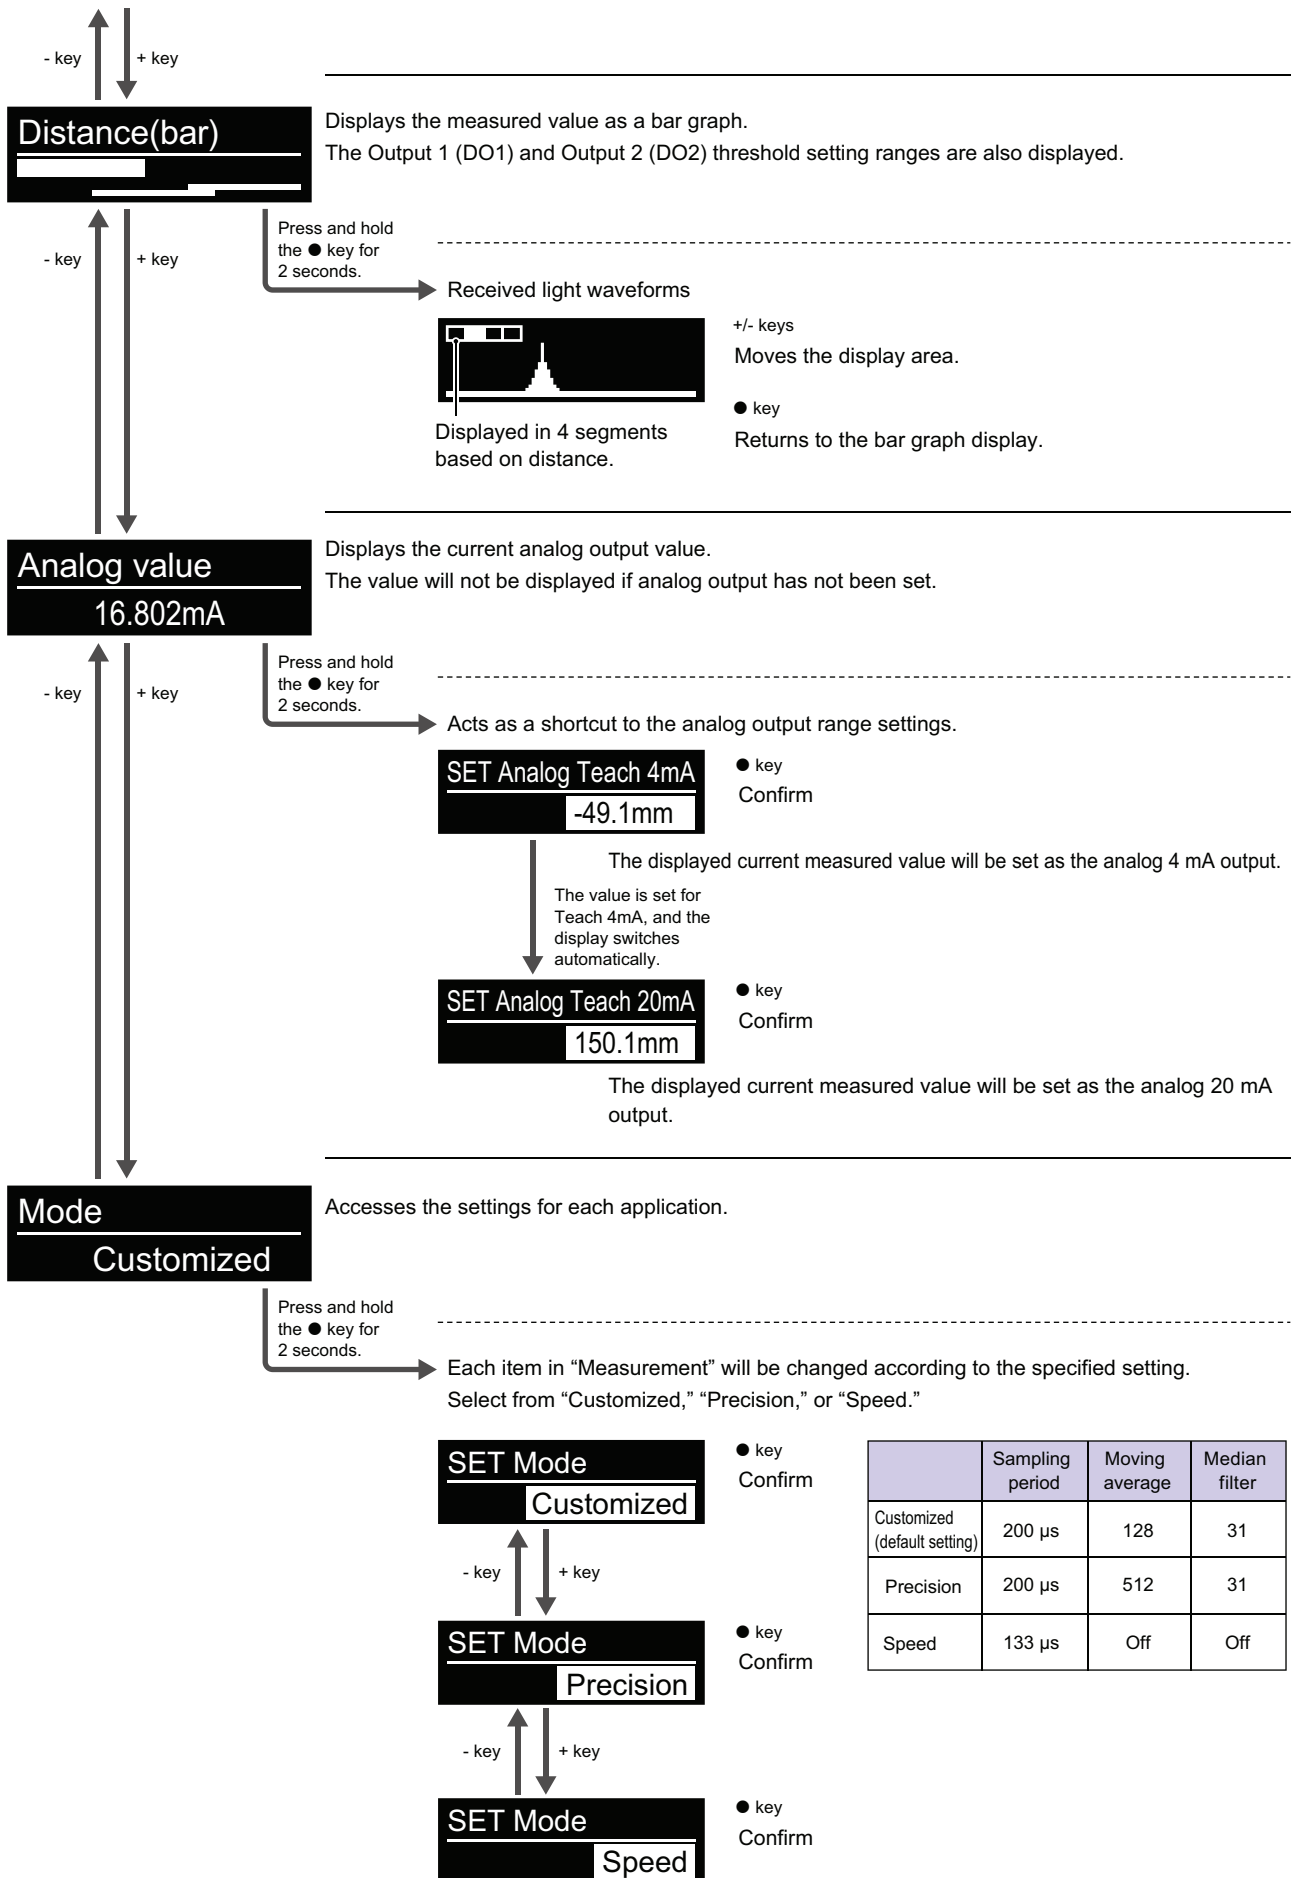 - key
+ key
Distance(bar)
Displays the measured value as a bar graph.
The Output 1 (DO1) and Output 2 (DO2) threshold setting ranges are also displayed.
- key
+ key
Press and hold
the ● key for
2 seconds.
Received light waveforms
+/- keys
Moves the display area.
● key
Returns to the bar graph display.
Displayed in 4 segments
based on distance.
Analog value
16.802mA
Displays the current analog output value.
The value will not be displayed if analog output has not been set.
- key
+ key
Press and hold
the ● key for
2 seconds.
Acts as a shortcut to the analog output range settings.
SET Analog Teach 4mA
-49.1mm
● key
Confirm
The displayed current measured value will be set as the analog 4 mA output.
The value is set for
Teach 4mA, and the
display switches
automatically.
SET Analog Teach 20mA
150.1mm
● key
Confirm
The displayed current measured value will be set as the analog 20 mA
output.
Mode
Customized
Accesses the settings for each application.
Press and hold
the ● key for
2 seconds.
Each item in “Measurement” will be changed according to the specified setting.
Select from “Customized,” “Precision,” or “Speed.”
SET Mode
Customized
● key
Confirm
- key
+ key
SET Mode
Precision
● key
Confirm
- key
+ key
SET Mode
Speed
● key
Confirm
Sampling period Moving average Median filter
Customized (default setting) 200 µs 128 31
Precision 200 µs 512 31
Speed 133 µs Off Off